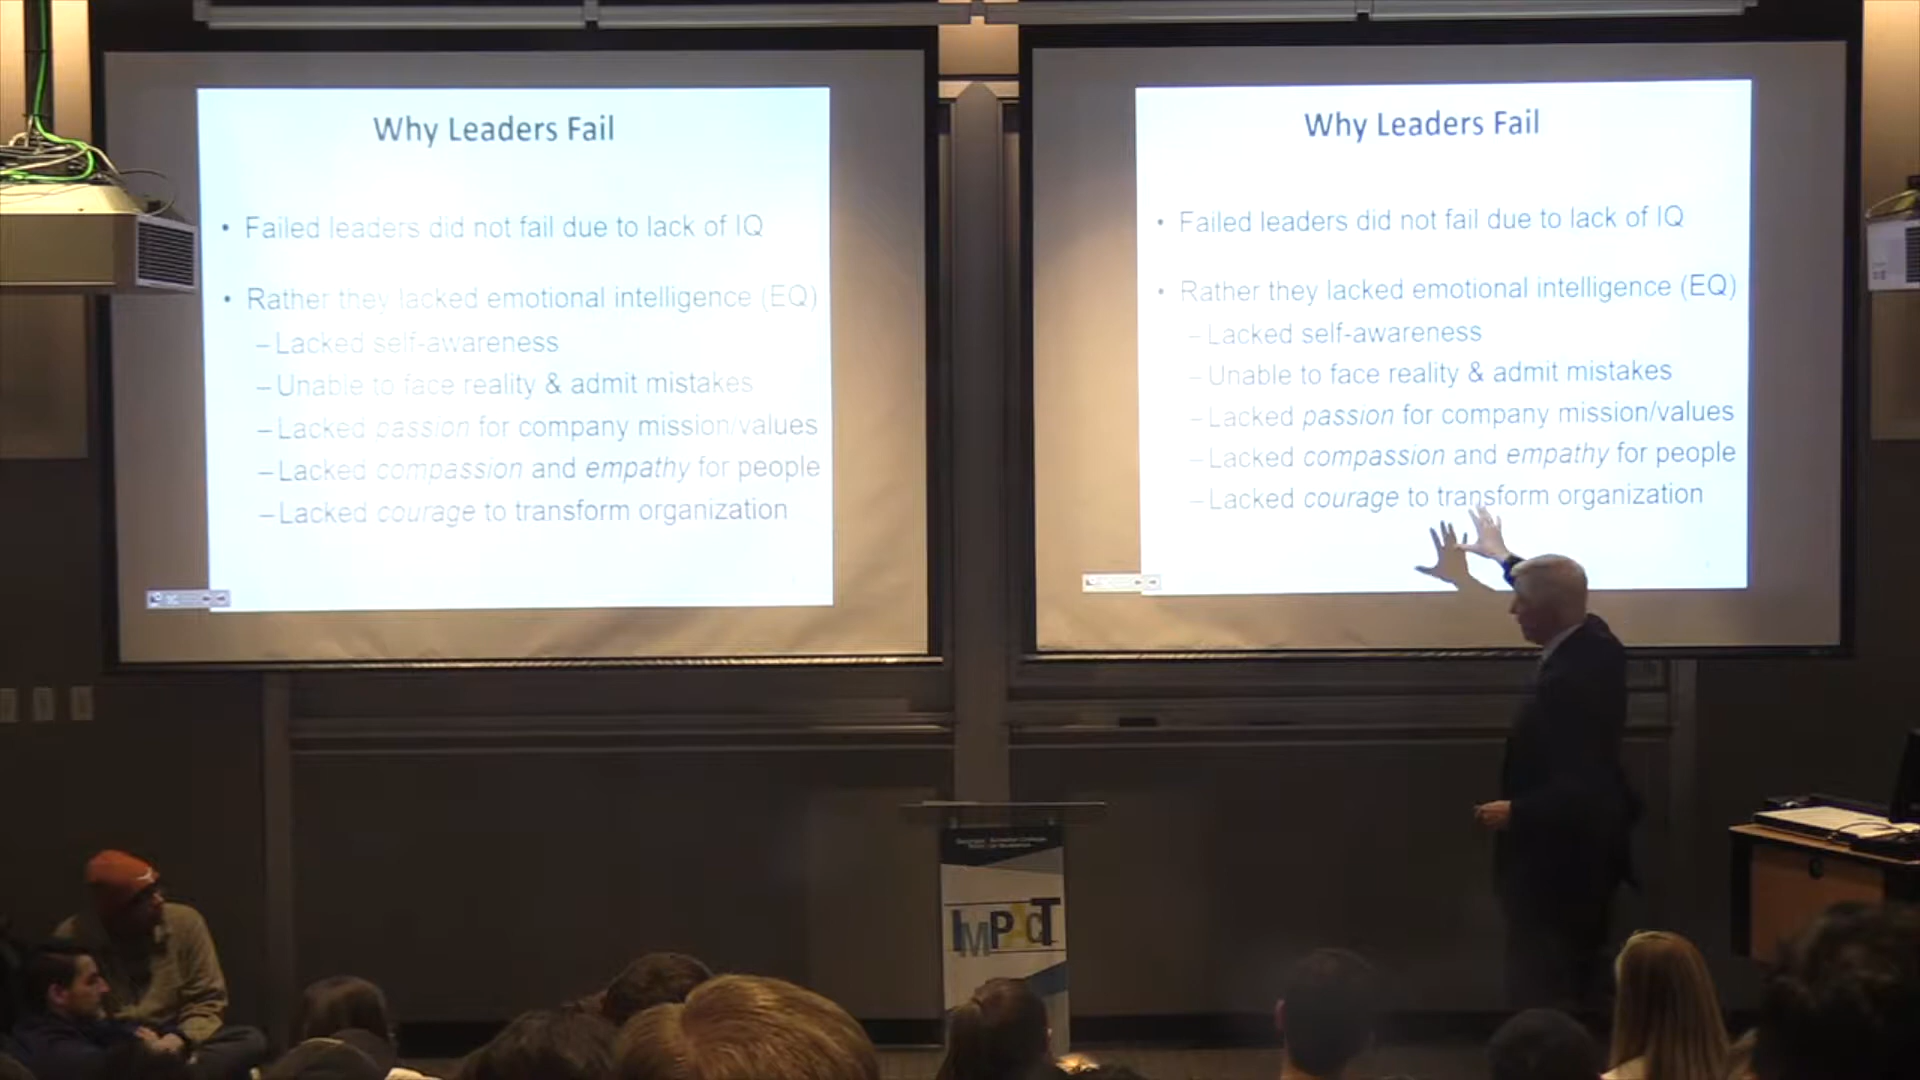 Why Leaders Fail
• Failed leaders did not fail due to lack of IQ
• Rather they lacked emotional intelligence (EQ)
– Lacked self-awareness
– Unable to face reality & admit mistakes
– Lacked passion for company mission/values
– Lacked compassion and empathy for people
– Lacked courage to transform organization
Why Leaders Fail
• Failed leaders did not fail due to lack of IQ
• Rather they lacked emotional intelligence (EQ)
– Lacked self-awareness
– Unable to face reality & admit mistakes
– Lacked passion for company mission/values
– Lacked compassion and empathy for people
– Lacked courage to transform organization
IMPACT